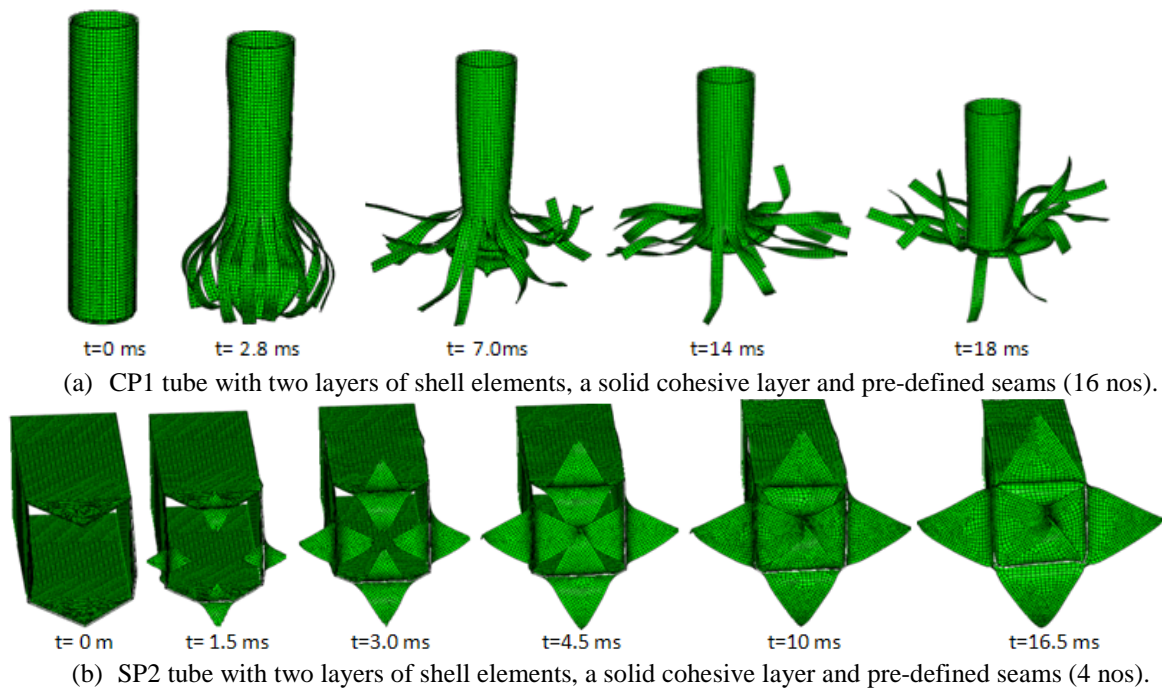 t=0 ms t= 2.8 ms t= 7.0ms t=14 ms t=18 ms
(a) CP1 tube with two layers of shell elements, a solid cohesive layer and pre-defined seams (16 nos).
t= 0 m t= 1.5 ms t= 3.0 ms t=4.5 ms t=10 ms t=16.5 ms
(b) SP2 tube with two layers of shell elements, a solid cohesive layer and pre-defined seams (4 nos).